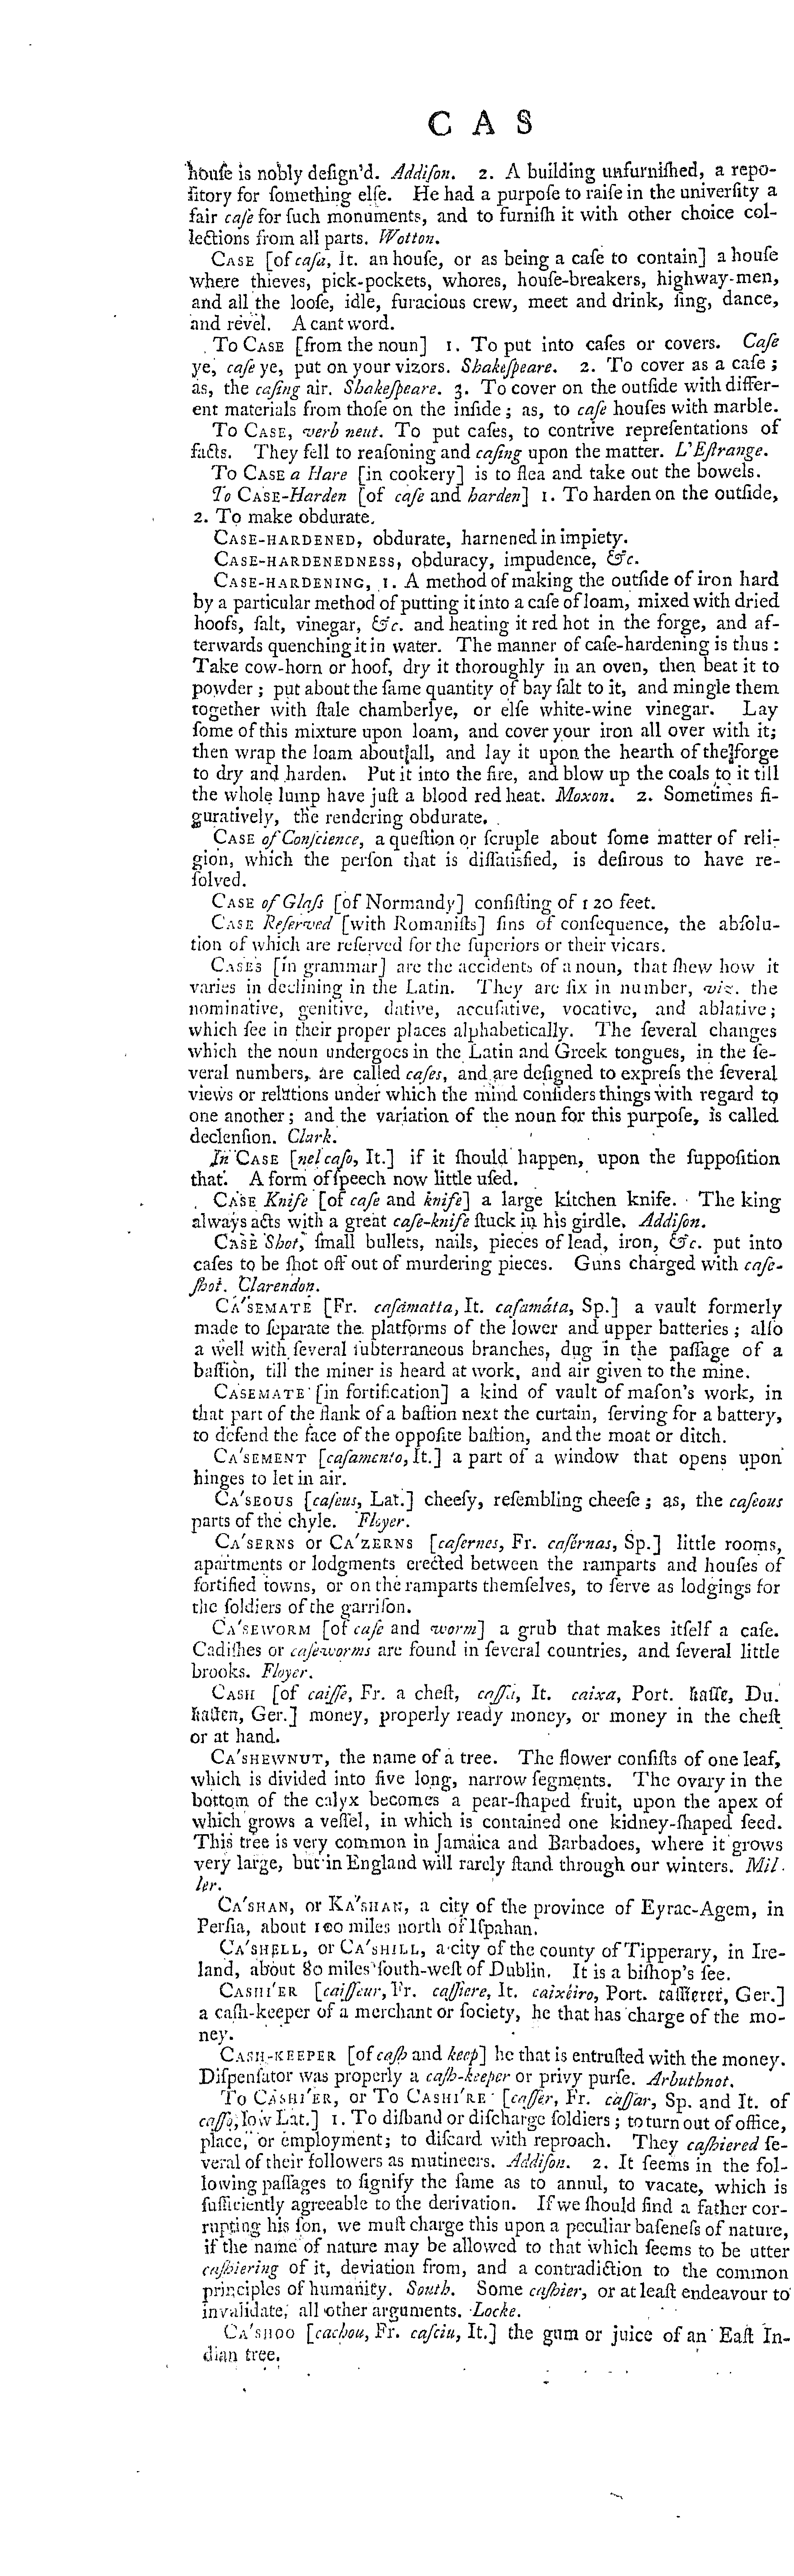 C A S
houſe is nobly deſign'd. Addiſon. 2. A building unfurniſhed, a repo-
ſitory for ſomething elſe. He had a purpoſe to raiſe in the univerſity a
fair caſe for ſuch monuments, and to furniſh it with other choice col-
lections from all parts. Wotton.
CASE [of caſa, It. an houſe, or as being a caſe to contain] a houſe
where thieves, pick-pockets, whores, houſe-breakers, highway-men,
and all the looſe, idle, furacious crew, meet and drink, ſing, dance,
and revel. A cant word.
To CASE [from the noun] 1. To put into caſes or covers. Caſe
ye, caſe ye, put on your vizors. Shakeſpeare. 2. To cover as a caſe;
as, the caſing air. Shakeſpeare. 3. To cover on the outſide with differ-
ent materials from thoſe on the inſide; as, to caſe houſes with marble.
To CASE, verb neut. To put caſes, to contrive repreſentations of
facts. They fell to reaſoning and caſing upon the matter. L'Eſtrange.
To CASE a Hare [in cookery] is to flea and take out the bowels.
To CASE-Harden [of caſe and harden] 1. To harden on the outſide,
2. To make obdurate.
CASE-HARDENED, obdurate, harnened in impiety.
CASE-HARDENEDNESS, obduracy, impudence, &c.
CASE-HARDENING, 1. A method of making the outſide of iron hard
by a particular method of putting it into a caſe of loam, mixed with dried
hoofs, ſalt, vinegar, &c. and heating it red hot in the forge, and af-
terwards quenching it in water. The manner of caſe-hardening is thus:
Take cow-horn or hoof, dry it thoroughly in an oven, then beat it to
powder; put about the ſame quantity of bay ſalt to it, and mingle them
together with ſtale chamberlye, or elſe white-wine vinegar. Lay
ſome of this mixture upon loam, and cover your iron all over with it;
then wrap the loam about all, and lay it upon the hearth of the forge
to dry and harden. Put it into the fire, and blow up the coals to it till
the whole lump have juſt a blood red heat. Moxon. 2. Sometimes fi-
guratively, the rendering obdurate.
CASE of Conſcience, a queſtion or ſcruple about ſome matter of reli-
gion, which the perſon that is diſſatisfied, is deſirous to have re-
ſolved.
CASE of Glaſs [of Normandy] conſiſting of 120 feet.
CASE Reſerved [with Romaniſts] ſins of conſequence, the abſolu-
tion of which are reſerved for the ſuperiors or their vicars.
CASES [in grammar] are the accidents of a noun, that ſhew how it
varies in declining in the Latin. They are ſix in number, viz. the
nominative, genitive, dative, accuſative, vocative, and ablative;
which ſee in their proper places alphabetically. The ſeveral changes
which the noun undergoes in the Latin and Greek tongues, in the ſe-
veral numbers, are called caſes, and are deſigned to expreſs the ſeveral
views or relations under which the mind conſiders things with regard to
one another; and the variation of the noun for this purpoſe, is called
declenſion. Clark.
In CASE [nel caſo, It.] if it ſhould happen, upon the ſuppoſition
that. A form of ſpeech now little uſed.
CASE Knife [of caſe and knife] a large kitchen knife. The king
always acts with a great caſe-knife ſtuck in his girdle. Addiſon.
CASE Shot, ſmall bullets, nails, pieces of lead, iron, &c. put into
caſes to be ſhot off out of murdering pieces. Guns charged with caſe-
ſhot. Clarendon.
CA'SEMATE [Fr. caſámatta, It. caſamáta, Sp.] a vault formerly
made to ſeparate the platforms of the lower and upper batteries; alſo
a well with ſeveral ſubterraneous branches, dug in the paſſage of a
baſtion, till the miner is heard at work, and air given to the mine.
CASEMATE [in fortification] a kind of vault of maſon's work, in
that part of the flank of a baſtion next the curtain, ſerving for a battery,
to defend the face of the oppoſite baſtion, and the moat or ditch.
CA'SEMENT [caſamento, It.] a part of a window that opens upon
hinges to let in air.
CA'SEOUS [caſeus, Lat.] cheeſy, reſembling cheeſe; as, the caſeous
parts of the chyle. Floyer.
CA'SERNS or CA'ZERNS [caſernes, Fr. caſérnas, Sp.] little rooms,
apartments or lodgments erected between the ramparts and houſes of
fortified towns, or on the ramparts themſelves, to ſerve as lodgings for
the ſoldiers of the garriſon.
CA'SEWORM [of caſe and worm] a grub that makes itſelf a caſe.
Cadiſhes or caſeworms are found in ſeveral countries, and ſeveral little
brooks. Floyer.
CASH [of caiſſe, Fr. a cheſt, caſſa, It. caixa, Port. kaſſe, Du.
kaſten, Ger.] money, properly ready money, or money in the cheſt
or at hand.
CA'SHEWNUT, the name of a tree. The flower conſiſts of one leaf,
which is divided into five long, narrow ſegments. The ovary in the
bottom of the calyx becomes a pear-ſhaped fruit, upon the apex of
which grows a veſſel, in which is contained one kidney-ſhaped ſeed.
This tree is very common in Jamaica and Barbadoes, where it grows
very large, but in England will rarely ſtand through our winters. Mil-
ler.
CA'SHAN, or KA'SHAN, a city of the province of Eyrac-Agem, in
Perſia, about 100 miles north of Iſpahan.
CA'SHELL, or CA'SHILL, a city of the county of Tipperary, in Ire-
land, about 80 miles ſouth-weſt of Dublin. It is a biſhop's ſee.
CASHI'ER [caiſſeur, Fr. caſſiere, It. caixéiro, Port. caſſierer, Ger.]
a caſh-keeper of a merchant or ſociety, he that has charge of the mo-
ney.
CASH-KEEPER [of caſh and keep] he that is entruſted with the money.
Diſpenſator was properly a caſh-keeper or privy purſe. Arbuthnot.
To CASHI'ER, or To CASHI'RE [caſſer, Fr. caſſar, Sp. and It. of
caſſo, low Lat.] 1. To diſband or diſcharge ſoldiers; to turn out of office,
place, or employment; to diſcard with reproach. They caſhiered ſe-
veral of their followers as mutineers. Addiſon. 2. It ſeems in the fol-
lowing paſſages to ſignify the ſame as to annul, to vacate, which is
ſufficiently agreeable to the derivation. If we ſhould find a father cor-
rupting his ſon, we muſt charge this upon a peculiar baſeneſs of nature,
if the name of nature may be allowed to that which ſeems to be utter
caſhiering of it, deviation from, and a contradiction to the common
principles of humanity. South. Some caſhier, or at leaſt endeavour to
invalidate, all other arguments. Locke.
CA'SHOO [cachou, Fr. caſciu, It.] the gum or juice of an Eaſt In-
dian tree.